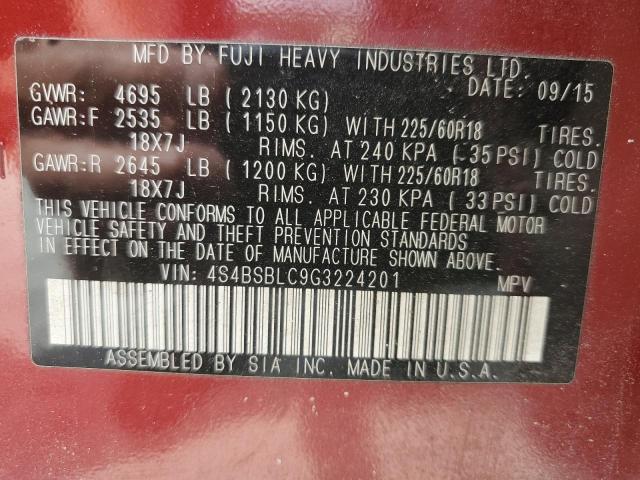 MFD BY FUJI HEAVY INDUSTRIES LTD.
DATE: 09/15
GVWR: 4695 LB ( 2130 KG)
GAWR:F 2535 LB ( 1150 KG) WITH 225/60R18 TIRES.
18X7J RIMS. AT 240 KPA ( 35 PSI) COLD
GAWR:R 2645 LB ( 1200 KG) WITH 225/60R18 TIRES.
18X7J RIMS. AT 230 KPA ( 33 PSI) COLD
THIS VEHICLE CONFORMS TO ALL APPLICABLE FEDERAL MOTOR
VEHICLE SAFETY AND THEFT PREVENTION STANDARDS
IN EFFECT ON THE DATE OF MANUFACTURE SHOWN ABOVE.
VIN: 4S4BSBLC9G3224201 MPV
ASSEMBLED BY SIA INC. MADE IN U.S.A.